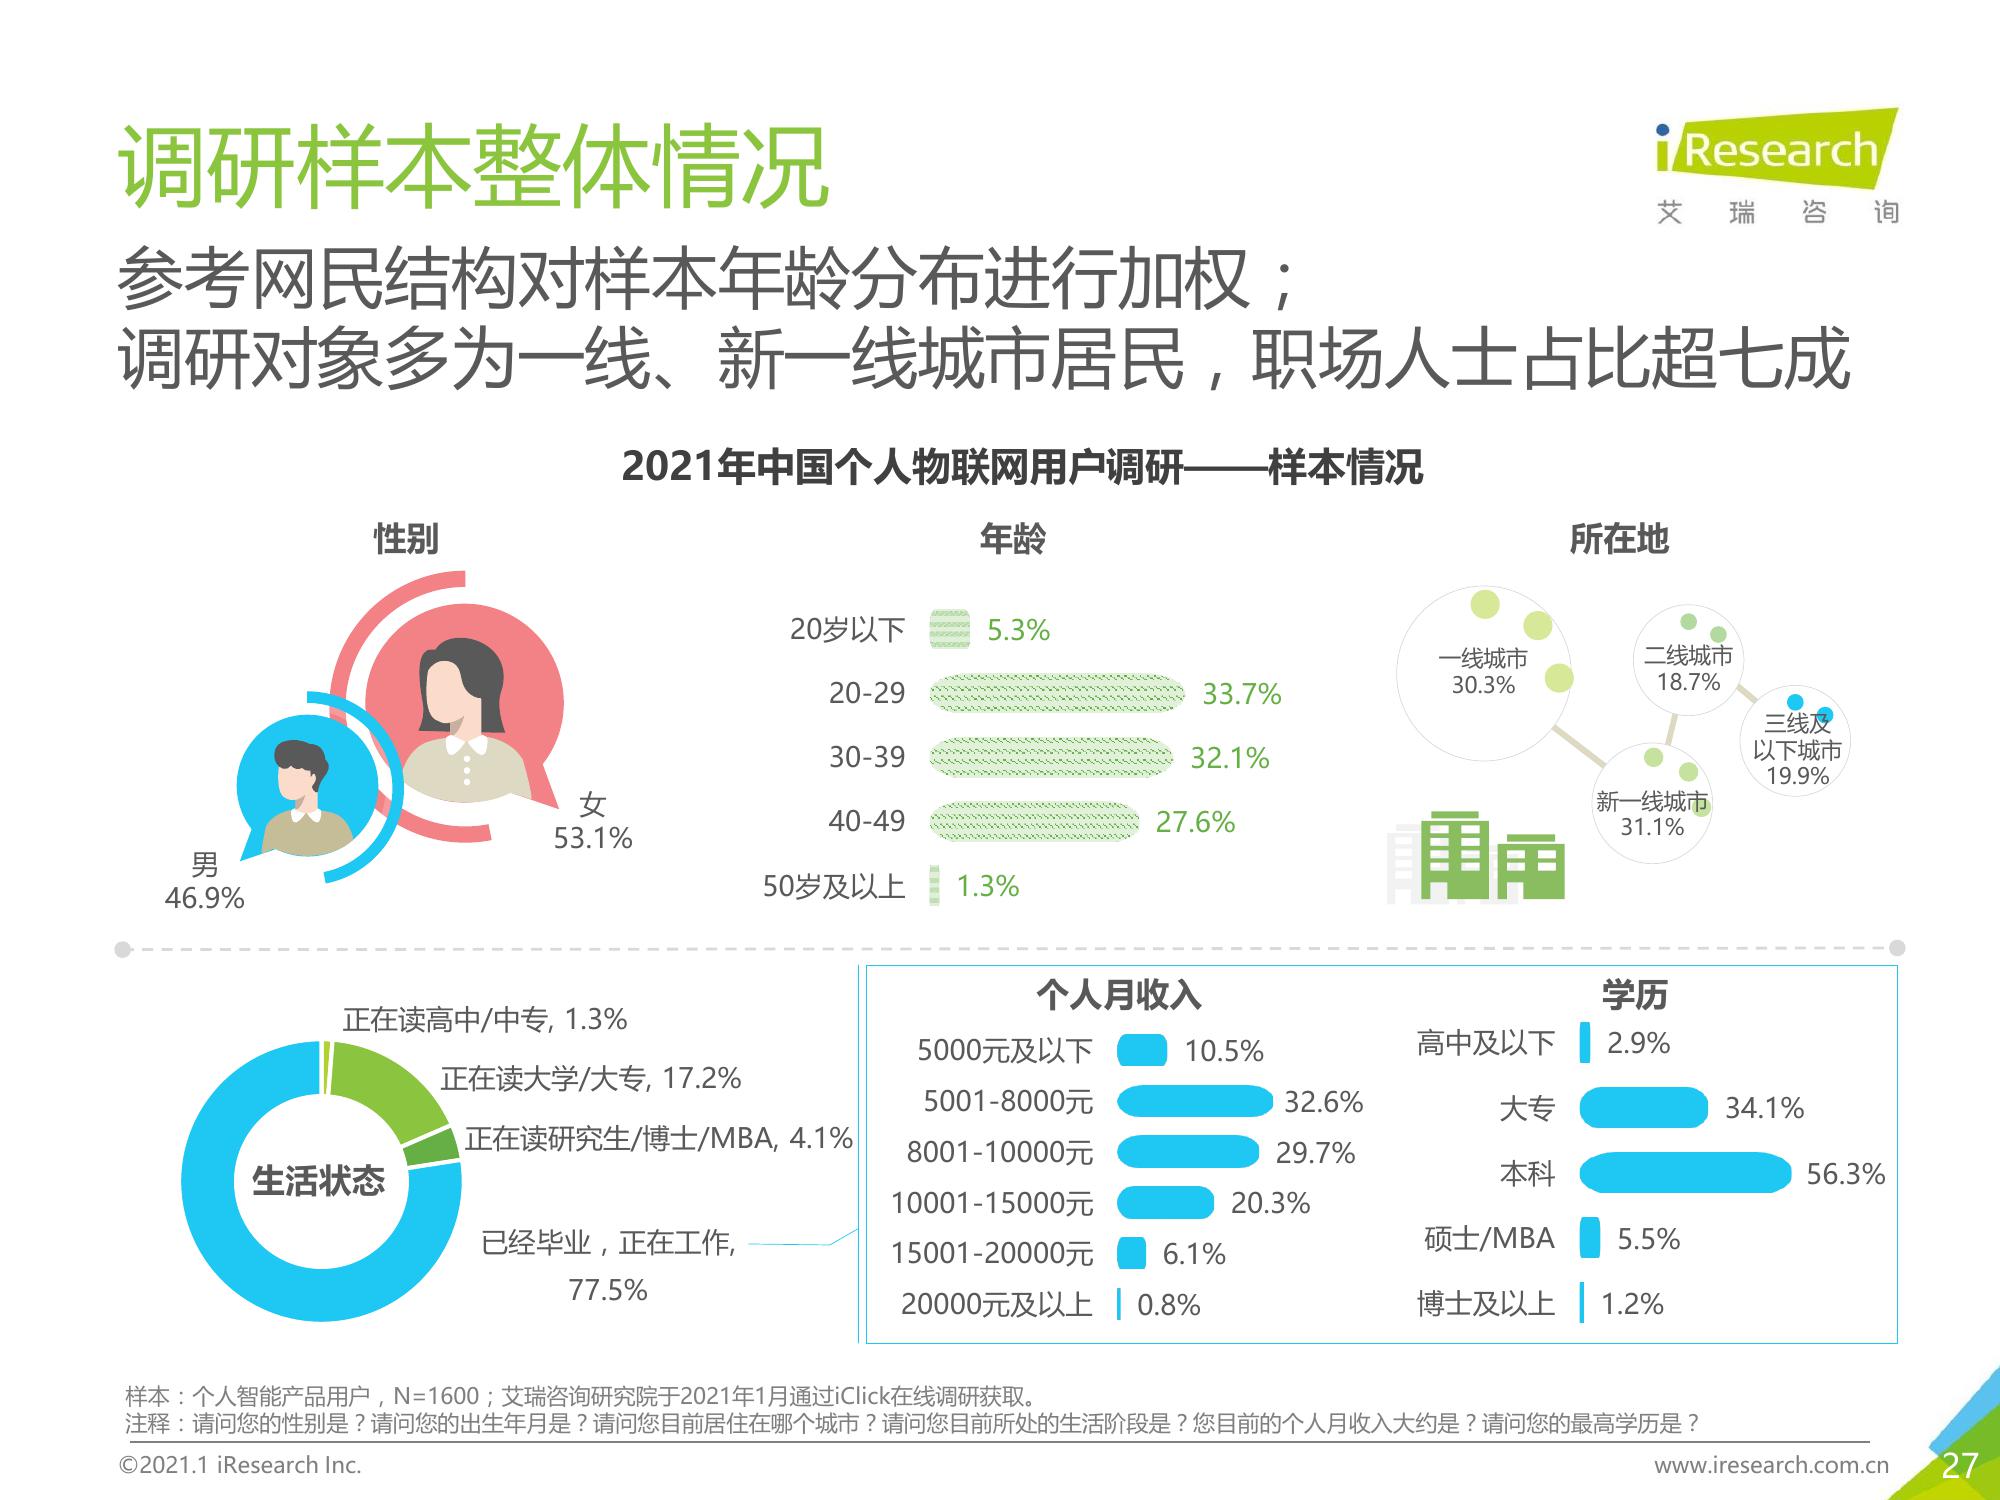 调研样本整体情况
iResearch
艾瑞咨询
参考网民结构对样本年龄分布进行加权；
调研对象多为一线、新一线城市居民，职场人士占比超七成
2021年中国个人物联网用户调研——样本情况
性别
女
53.1%
男
46.9%
年龄
20岁以下 5.3%
20-29 33.7%
30-39 32.1%
40-49 27.6%
50岁及以上 1.3%
所在地
一线城市
30.3%
二线城市
18.7%
三线及
以下城市
19.9%
新一线城市
31.1%
生活状态
正在读高中/中专, 1.3%
正在读大学/大专, 17.2%
正在读研究生/博士/MBA, 4.1%
已经毕业，正在工作,
77.5%
个人月收入
5000元及以下 10.5%
5001-8000元 32.6%
8001-10000元 29.7%
10001-15000元 20.3%
15001-20000元 6.1%
20000元及以上 0.8%
学历
高中及以下 2.9%
大专 34.1%
本科 56.3%
硕士/MBA 5.5%
博士及以上 1.2%
样本：个人智能产品用户，N=1600；艾瑞咨询研究院于2021年1月通过iClick在线调研获取。
注释：请问您的性别是？请问您的出生年月是？请问您目前居住在哪个城市？请问您目前所处的生活阶段是？您目前的个人月收入大约是？请问您的最高学历是？
©2021.1 iResearch Inc.
www.iresearch.com.cn
27